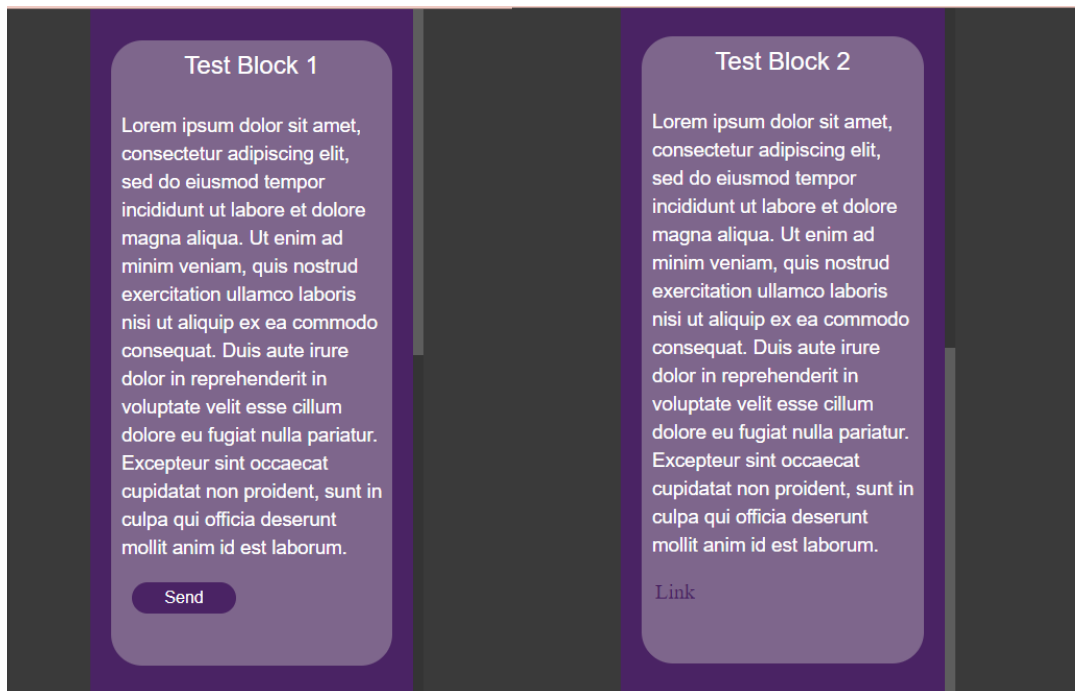 Test Block 1
Lorem ipsum dolor sit amet,
consectetur adipiscing elit,
sed do eiusmod tempor
incididunt ut labore et dolore
magna aliqua. Ut enim ad
minim veniam, quis nostrud
exercitation ullamco laboris
nisi ut aliquip ex ea commodo
consequat. Duis aute irure
dolor in reprehenderit in
voluptate velit esse cillum
dolore eu fugiat nulla pariatur.
Excepteur sint occaecat
cupidatat non proident, sunt in
culpa qui officia deserunt
mollit anim id est laborum.
Send
Test Block 2
Lorem ipsum dolor sit amet,
consectetur adipiscing elit,
sed do eiusmod tempor
incididunt ut labore et dolore
magna aliqua. Ut enim ad
minim veniam, quis nostrud
exercitation ullamco laboris
nisi ut aliquip ex ea commodo
consequat. Duis aute irure
dolor in reprehenderit in
voluptate velit esse cillum
dolore eu fugiat nulla pariatur.
Excepteur sint occaecat
cupidatat non proident, sunt in
culpa qui officia deserunt
mollit anim id est laborum.
Link